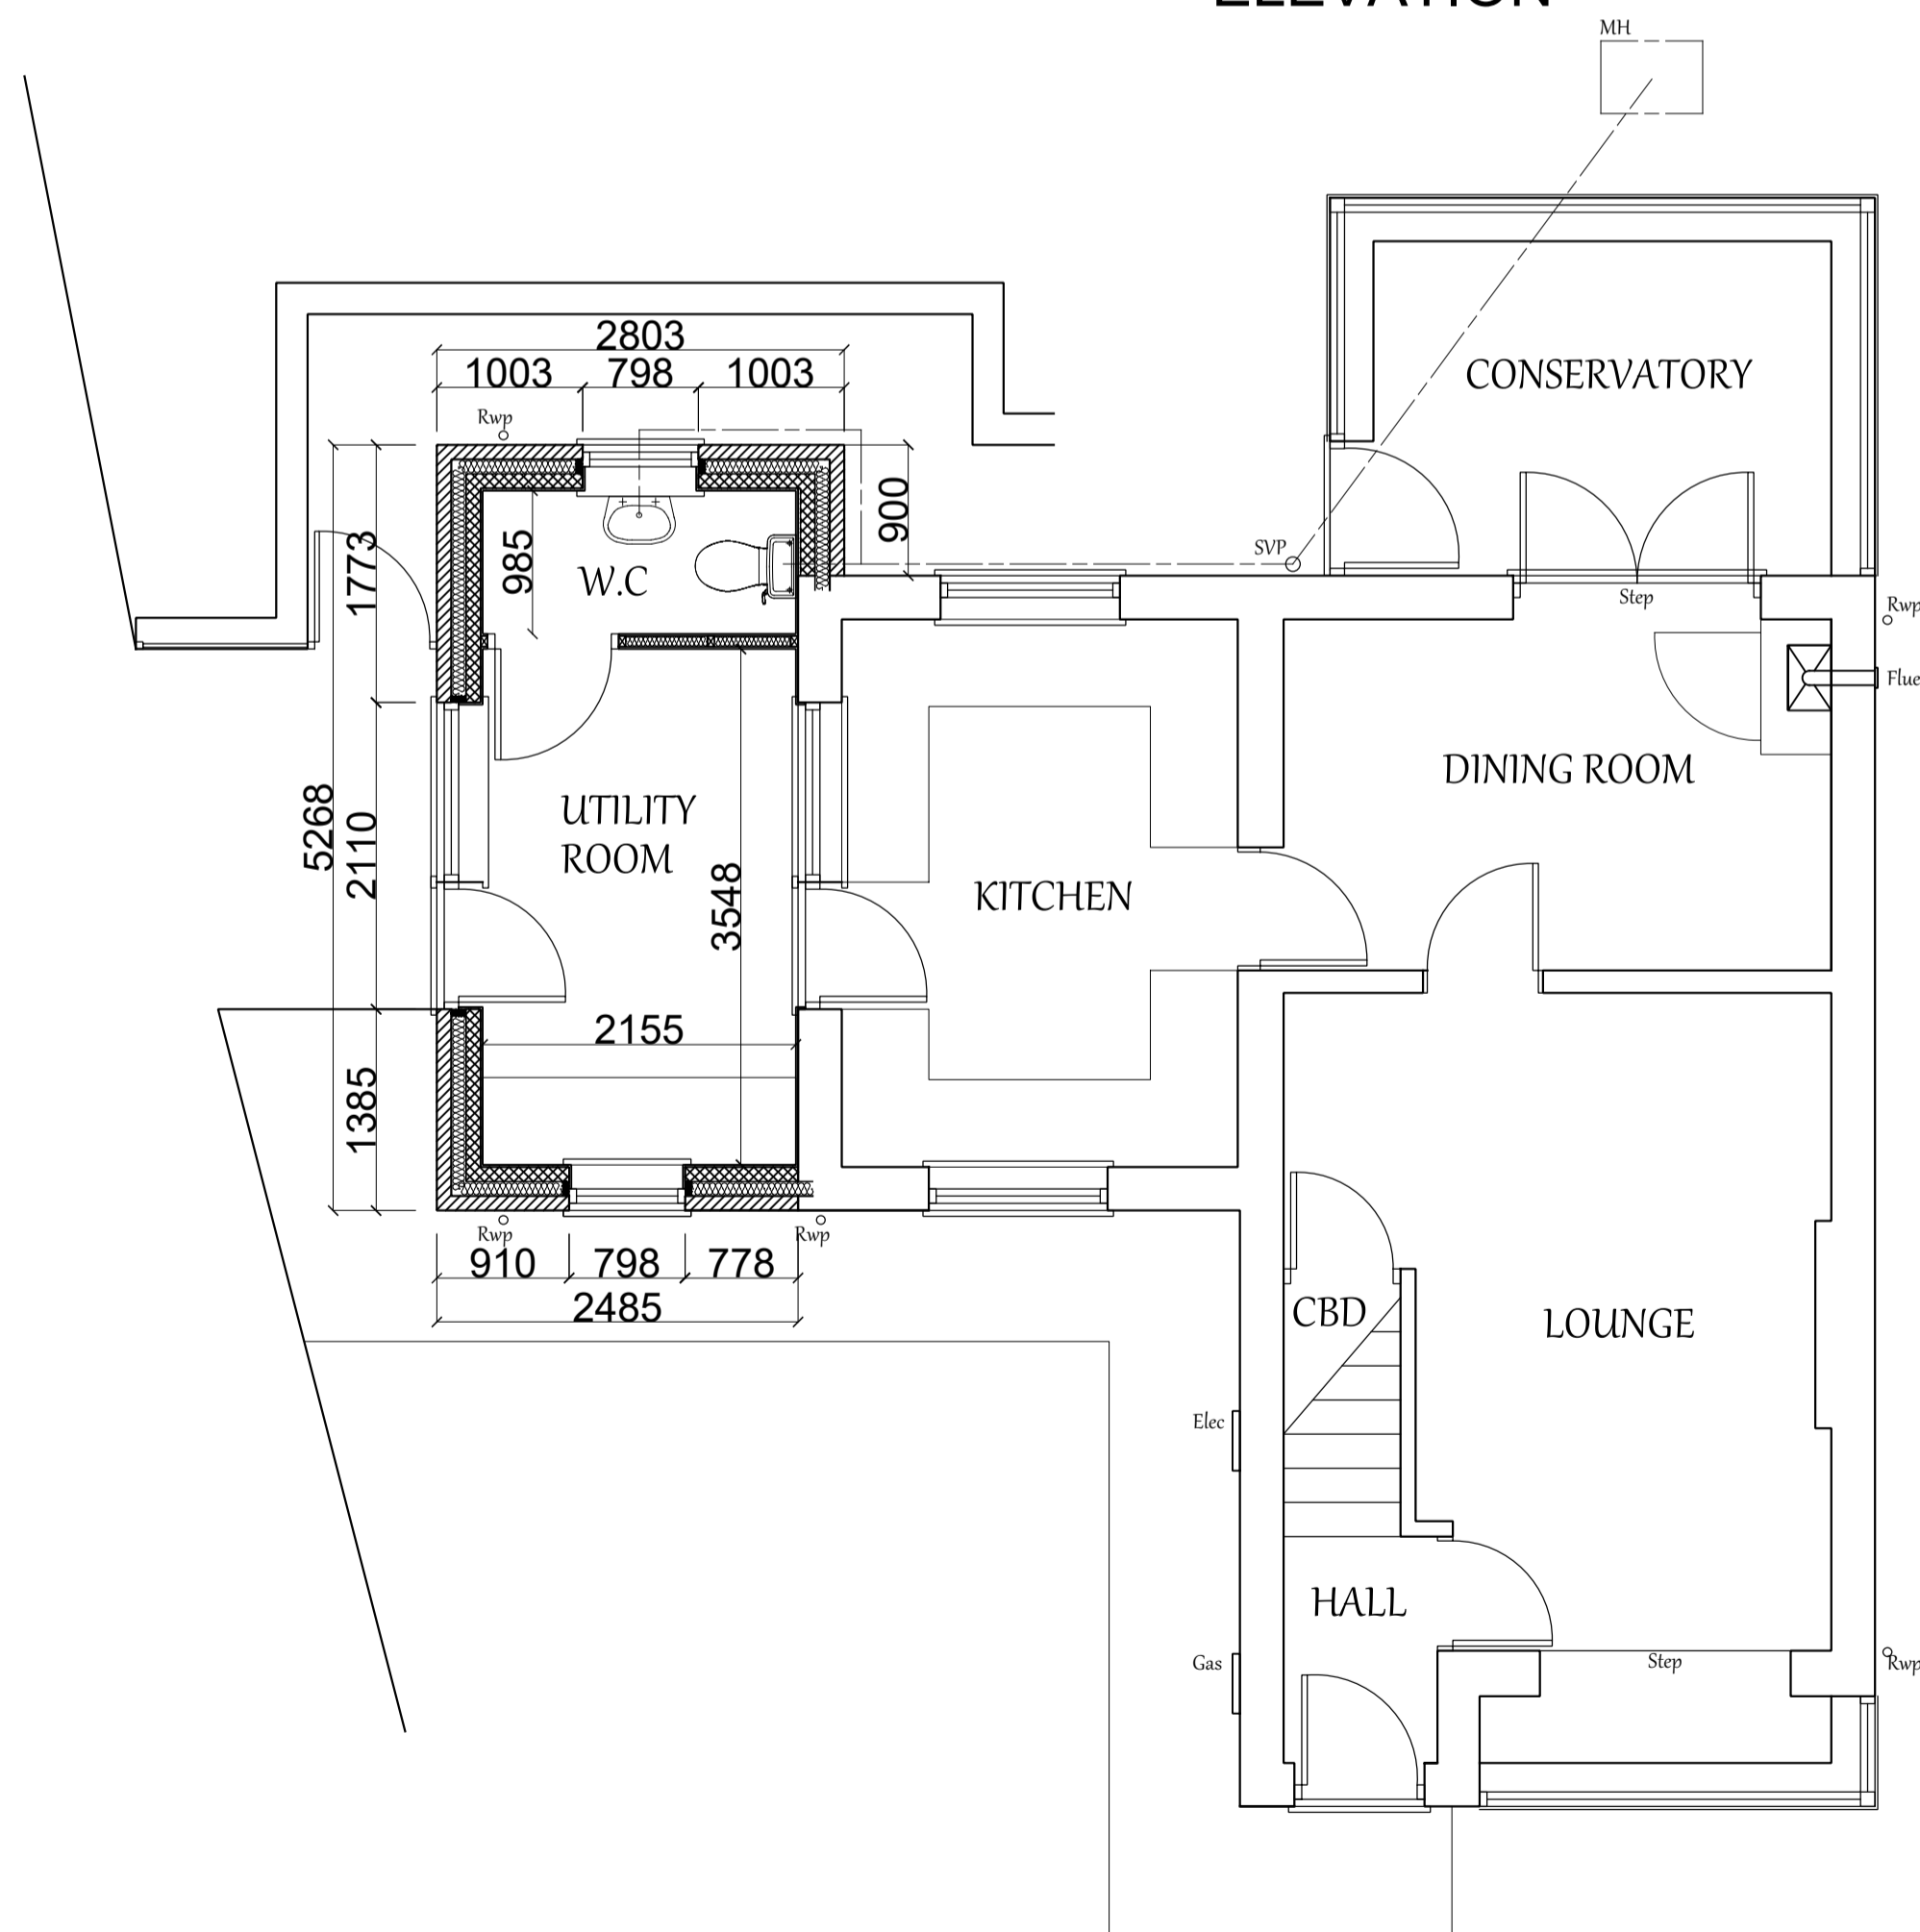 ELEVATION
MH
2803
1003 798 1003
CONSERVATORY
Rwp
900
1773
985
SVP
W.C
Step
Rwp
Flue
DINING ROOM
UTILITY
ROOM
5268
2110
3548
KITCHEN
2155
1385
Rwp
Rwp
910 798 778
2485
CBD
LOUNGE
Elec
HALL
Gas
Step
Rwp